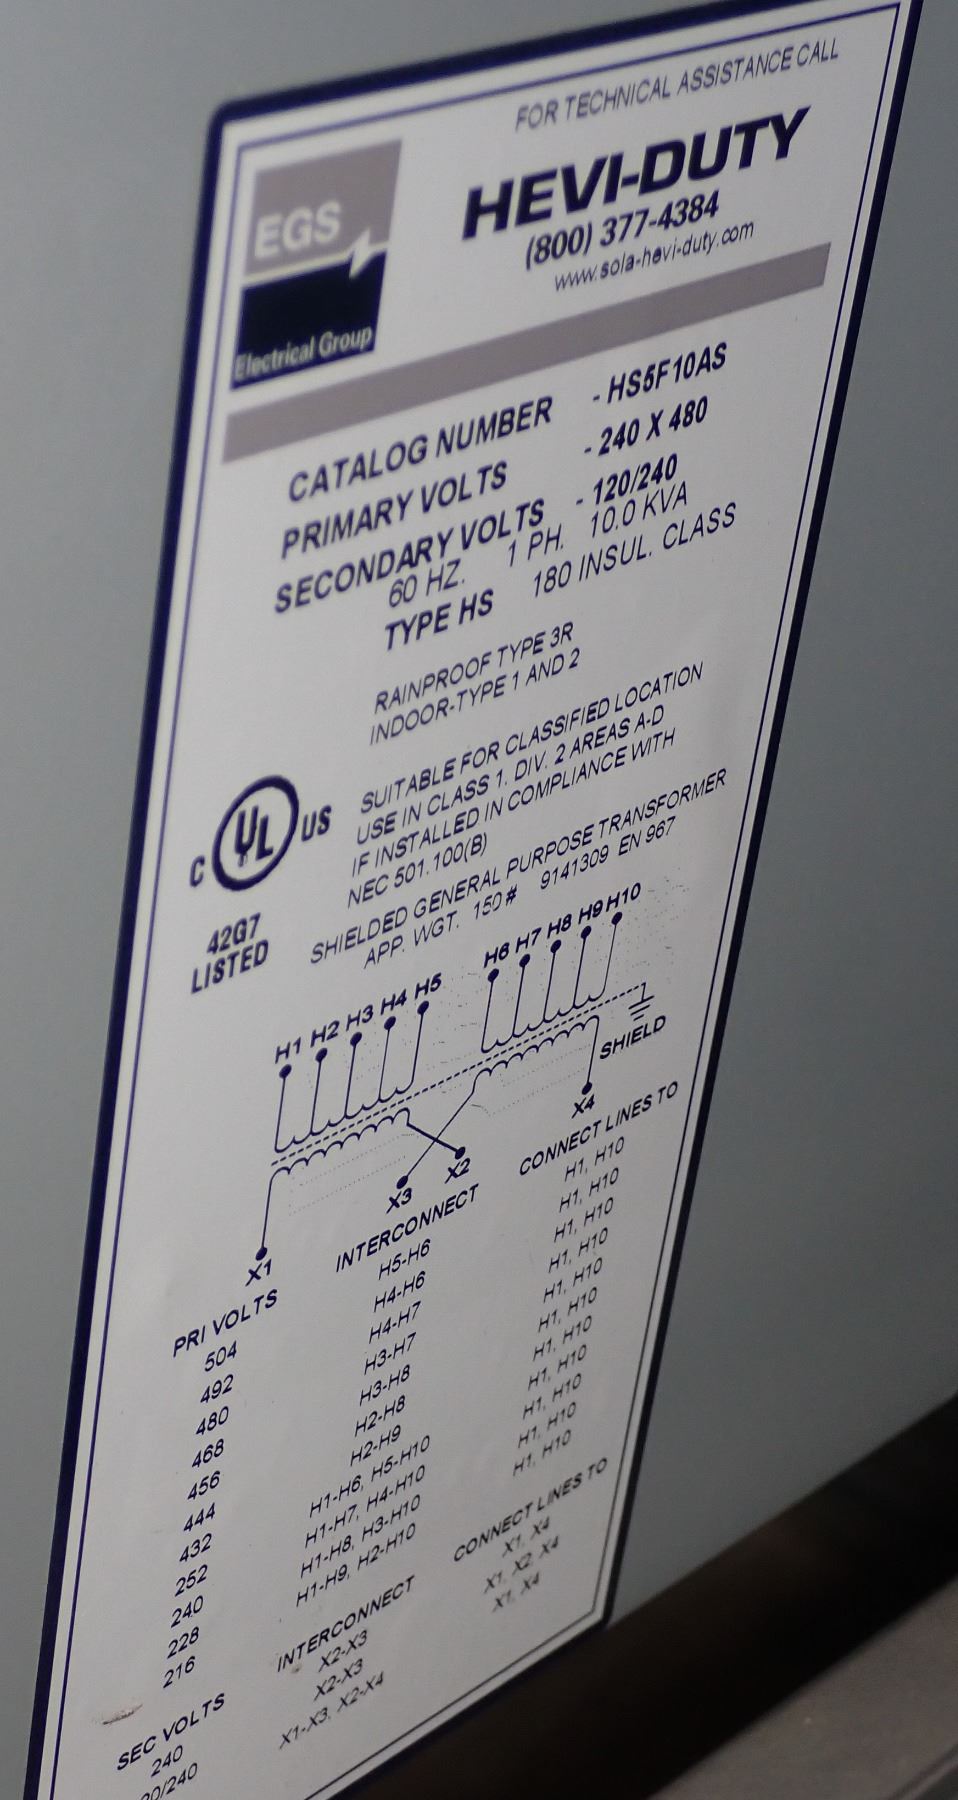 FOR TECHNICAL ASSISTANCE CALL
EGS
Electrical Group
HEVI-DUTY
(800) 377-4384
www.sola-hevi-duty.com
CATALOG NUMBER - HS5F10AS
PRIMARY VOLTS - 240 X 480
SECONDARY VOLTS - 120/240
60 HZ. 1 PH. 10.0 KVA
TYPE HS 180 INSUL. CLASS
RAINPROOF TYPE 3R
INDOOR-TYPE 1 AND 2
SUITABLE FOR CLASSIFIED LOCATION
USE IN CLASS 1. DIV. 2 AREAS A-D
IF INSTALLED IN COMPLIANCE WITH
NEC 501.100(B)
C UL US
42G7
LISTED
SHIELDED GENERAL PURPOSE TRANSFORMER
APP. WGT. 150# 9141309 EN 967
H1 H2 H3 H4 H5 H6 H7 H8 H9 H10
SHIELD
X1 X3 X2 X4
PRI VOLTS INTERCONNECT CONNECT LINES TO
504 H5-H6 H1, H10
492 H4-H6 H1, H10
480 H4-H7 H1, H10
468 H3-H7 H1, H10
456 H3-H8 H1, H10
444 H2-H8 H1, H10
432 H2-H9 H1, H10
252 H1-H6, H5-H10 H1, H10
240 H1-H7, H4-H10 H1, H10
228 H1-H8, H3-H10 H1, H10
216 H1-H9, H2-H10 H1, H10
SEC VOLTS INTERCONNECT CONNECT LINES TO
240 X2-X3 X1, X4
20/240 X2-X3 X1, X2, X4
X1-X3, X2-X4 X1, X4